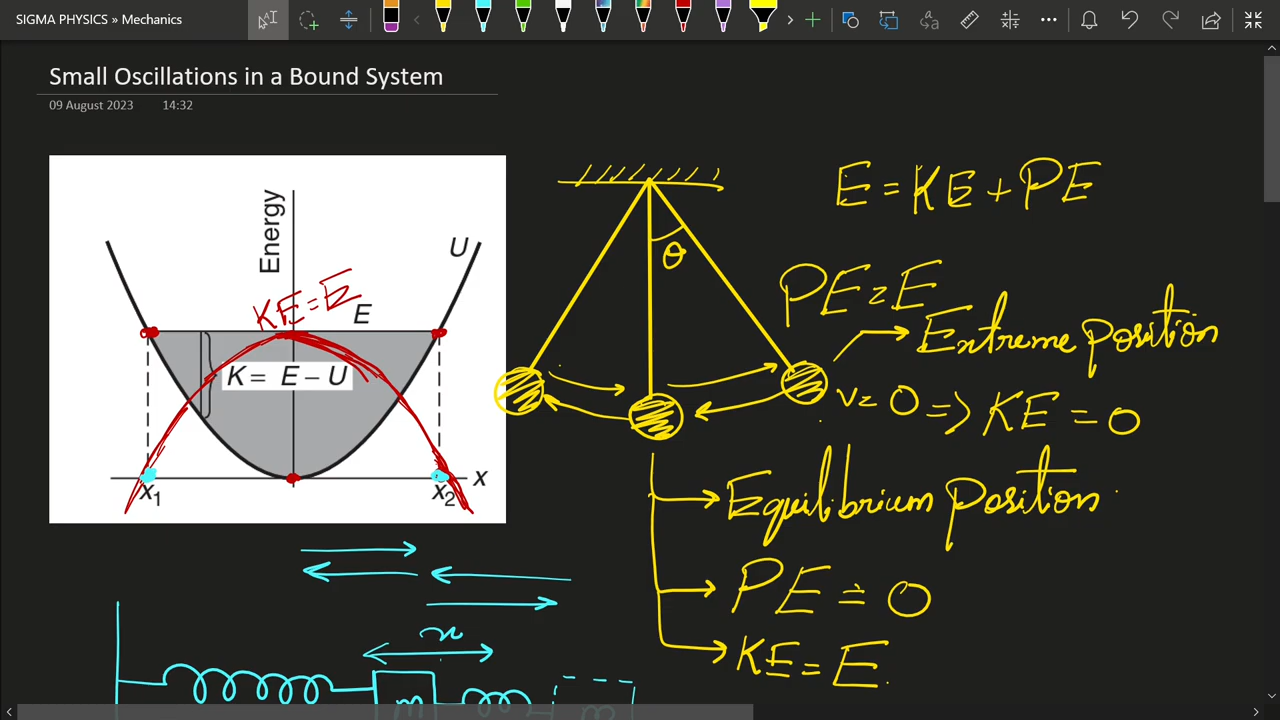 SIGMA PHYSICS » Mechanics
Small Oscillations in a Bound System
09 August 2023 14:32
Energy
U
KE=E
E
K = E – U
x
x1
x2
θ
E = KE + PE
PE = E
Extreme position
v = 0 => KE = 0
Equilibrium position
PE = 0
KE = E
x
m
m